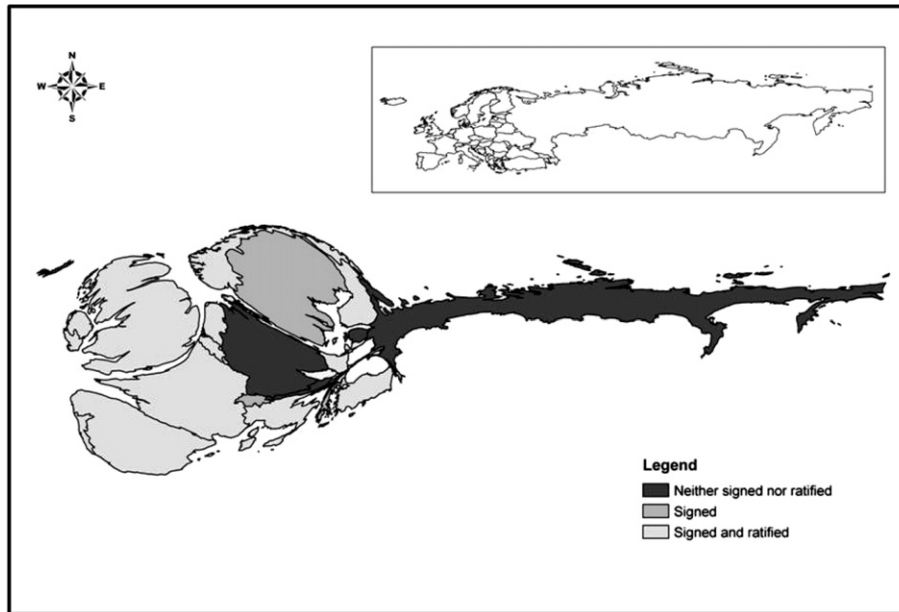 N
W E
S
Legend
Neither signed nor ratified
Signed
Signed and ratified